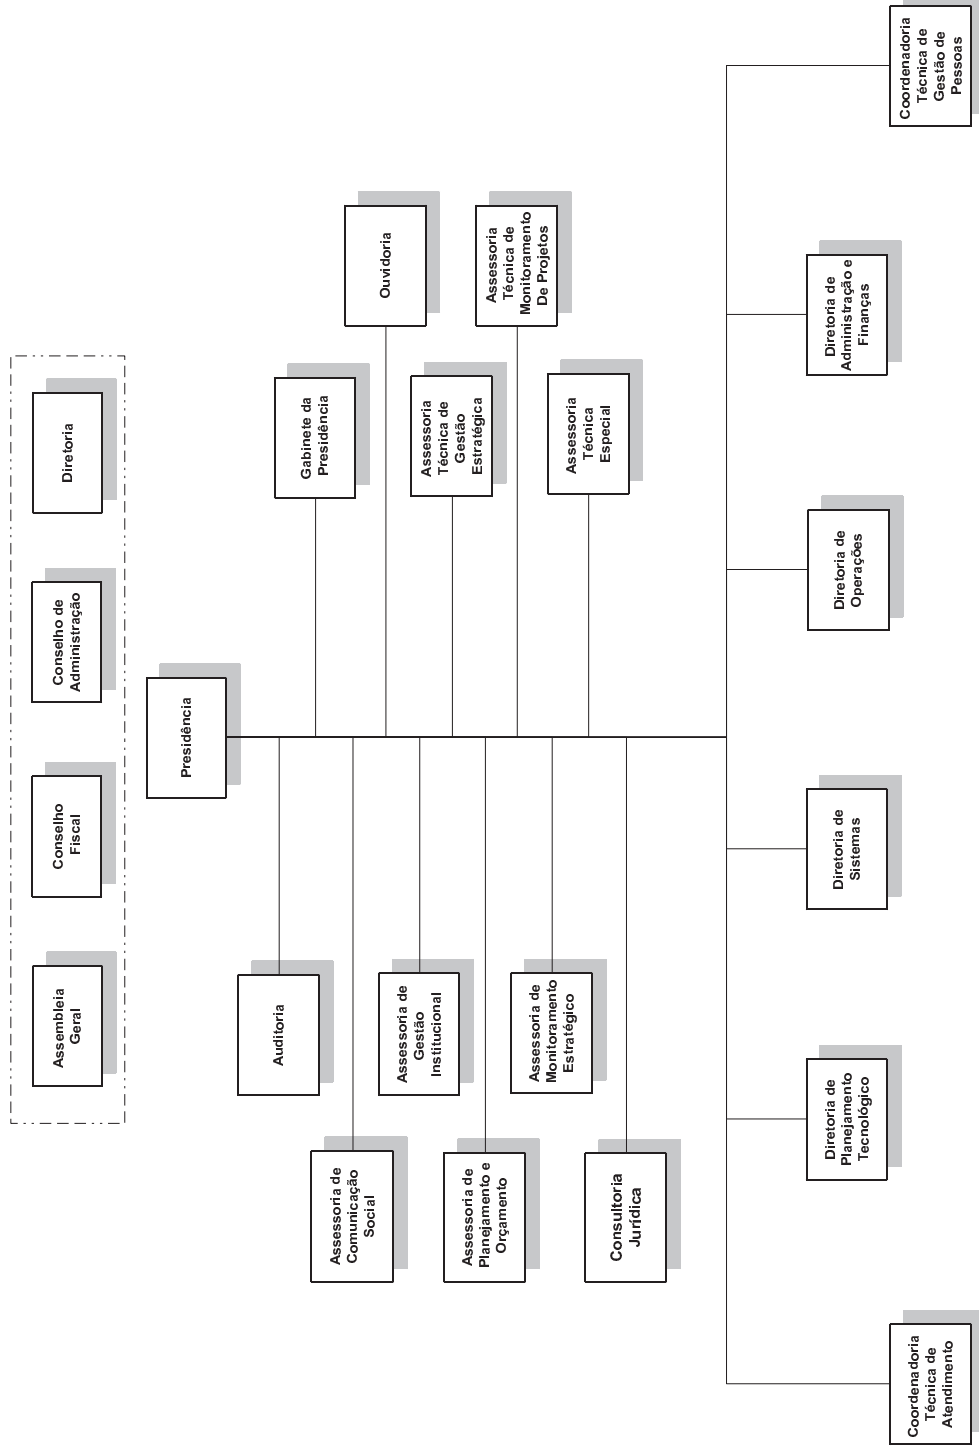 Assembleia
Geral
Conselho
Fiscal
Conselho de
Administração
Diretoria
Presidência
Auditoria
Gabinete da
Presidência
Assessoria de
Comunicação
Social
Ouvidoria
Assessoria de
Gestão
Institucional
Assessoria
Técnica de
Gestão
Estratégica
Assessoria de
Planejamento e
Orçamento
Assessoria
Técnica de
Monitoramento
De Projetos
Assessoria de
Monitoramento
Estratégico
Assessoria
Técnica
Especial
Consultoria
Jurídica
Coordenadoria
Técnica de
Atendimento
Diretoria de
Planejamento
Tecnológico
Diretoria de
Sistemas
Diretoria de
Operações
Diretoria de
Administração e
Finanças
Coordenadoria
Técnica de
Gestão de
Pessoas